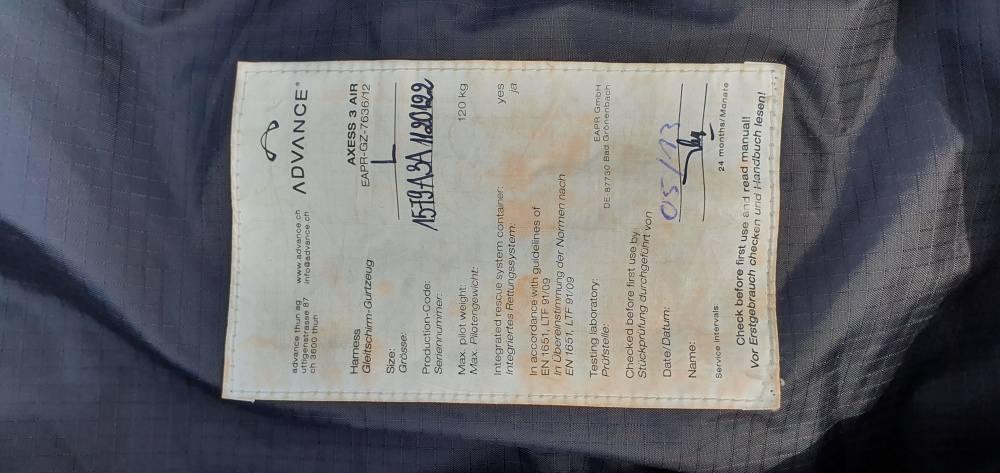 advance thun ag www.advance.ch
uttigenstrasse 87 info@advance.ch
ch 3600 thun
ADVANCE®
Harness AXESS 3 AIR
Gleitschirm-Gurtzeug EAPR-GZ-7636/12
Size: L
Grösse:
Production-Code: 1579A3A1120122
Seriennummer:
Max. pilot weight: 120 kg
Max. Pilotengewicht:
Integrated rescue system container: yes
Integriertes Rettungssystem: ja
In accordance with guidelines of
EN 1651, LTF 91/09
In Übereinstimmung der Normen nach
EN 1651, LTF 91/09
Testing laboratory: EAPR GmbH
Prüfstelle: DE-87730 Bad Grönenbach
Checked before first use by
Stückprüfung durchgeführt von
Date/Datum: 05/13
Name:
Service Intervals: 24 months/Monate
Check before first use and read manual!
Vor Erstgebrauch checken und Handbuch lesen!